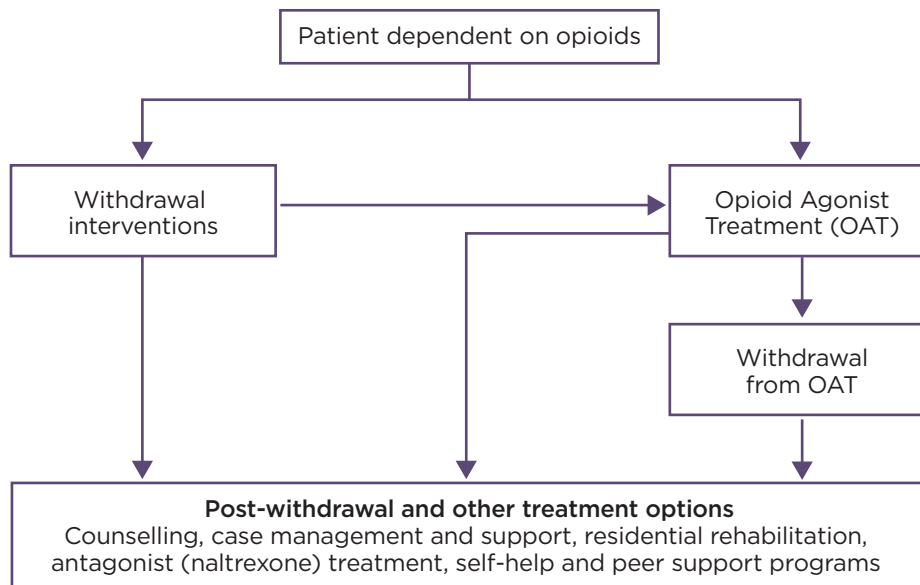 Patient dependent on opioids
Withdrawal
interventions
Opioid Agonist
Treatment (OAT)
Withdrawal
from OAT
Post-withdrawal and other treatment options
Counselling, case management and support, residential rehabilitation,
antagonist (naltrexone) treatment, self-help and peer support programs